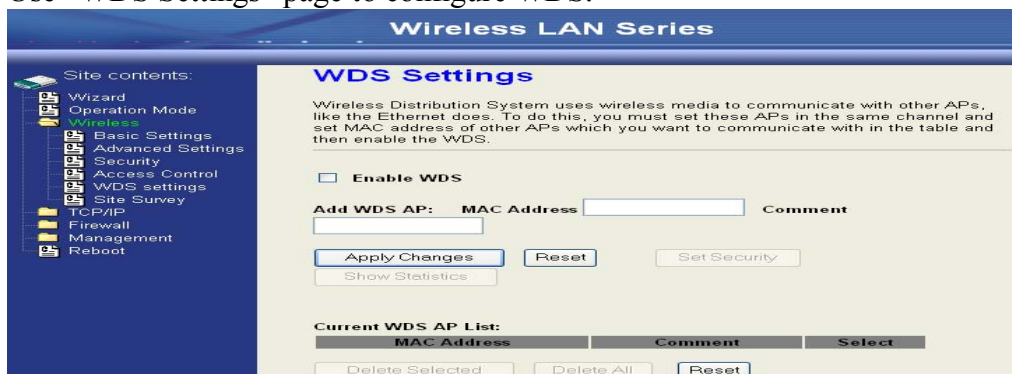 Use "WDS Settings" page to configure WDS.
Wireless LAN Series
Site contents:
Wizard
Operation Mode
Wireless
Basic Settings
Advanced Settings
Security
Access Control
WDS settings
Site Survey
TCP/IP
Firewall
Management
Reboot
WDS Settings
Wireless Distribution System uses wireless media to communicate with other APs,
like the Ethernet does. To do this, you must set these APs in the same channel and
set MAC address of other APs which you want to communicate with in the table and
then enable the WDS.
Enable WDS
Add WDS AP: MAC Address Comment
Apply Changes Reset Set Security
Show Statistics
Current WDS AP List:
MAC Address Comment Select
Delete Selected Delete All Reset